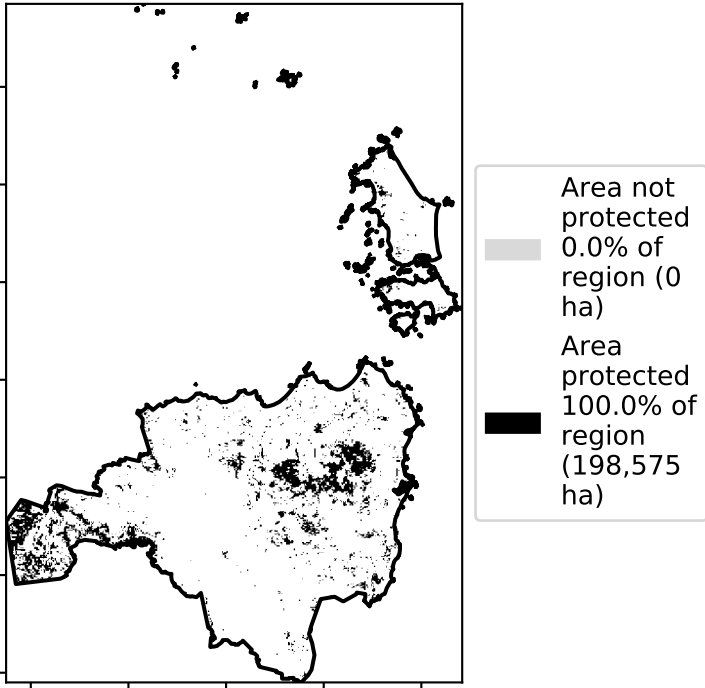 Area not
protected
0.0% of
region (0
ha)
Area
protected
100.0% of
region
(198,575
ha)